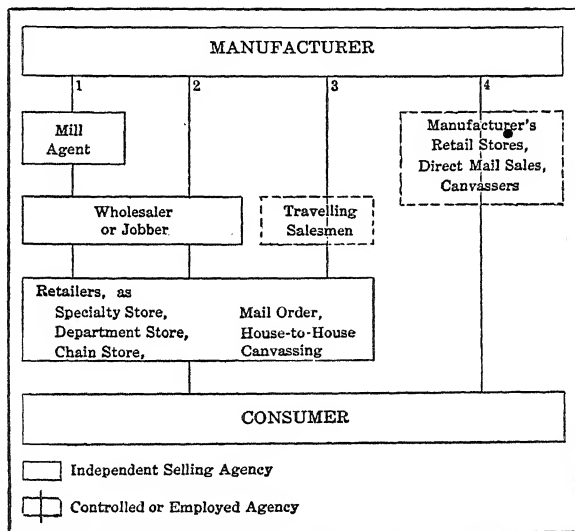 MANUFACTURER
1
2
3
4
Mill
Agent
Manufacturer's
Retail Stores,
Direct Mail Sales,
Canvassers
Wholesaler
or Jobber
Travelling
Salesmen
Retailers, as
Specialty Store,
Department Store,
Chain Store,
Mail Order,
House-to-House
Canvassing
CONSUMER
Independent Selling Agency
Controlled or Employed Agency